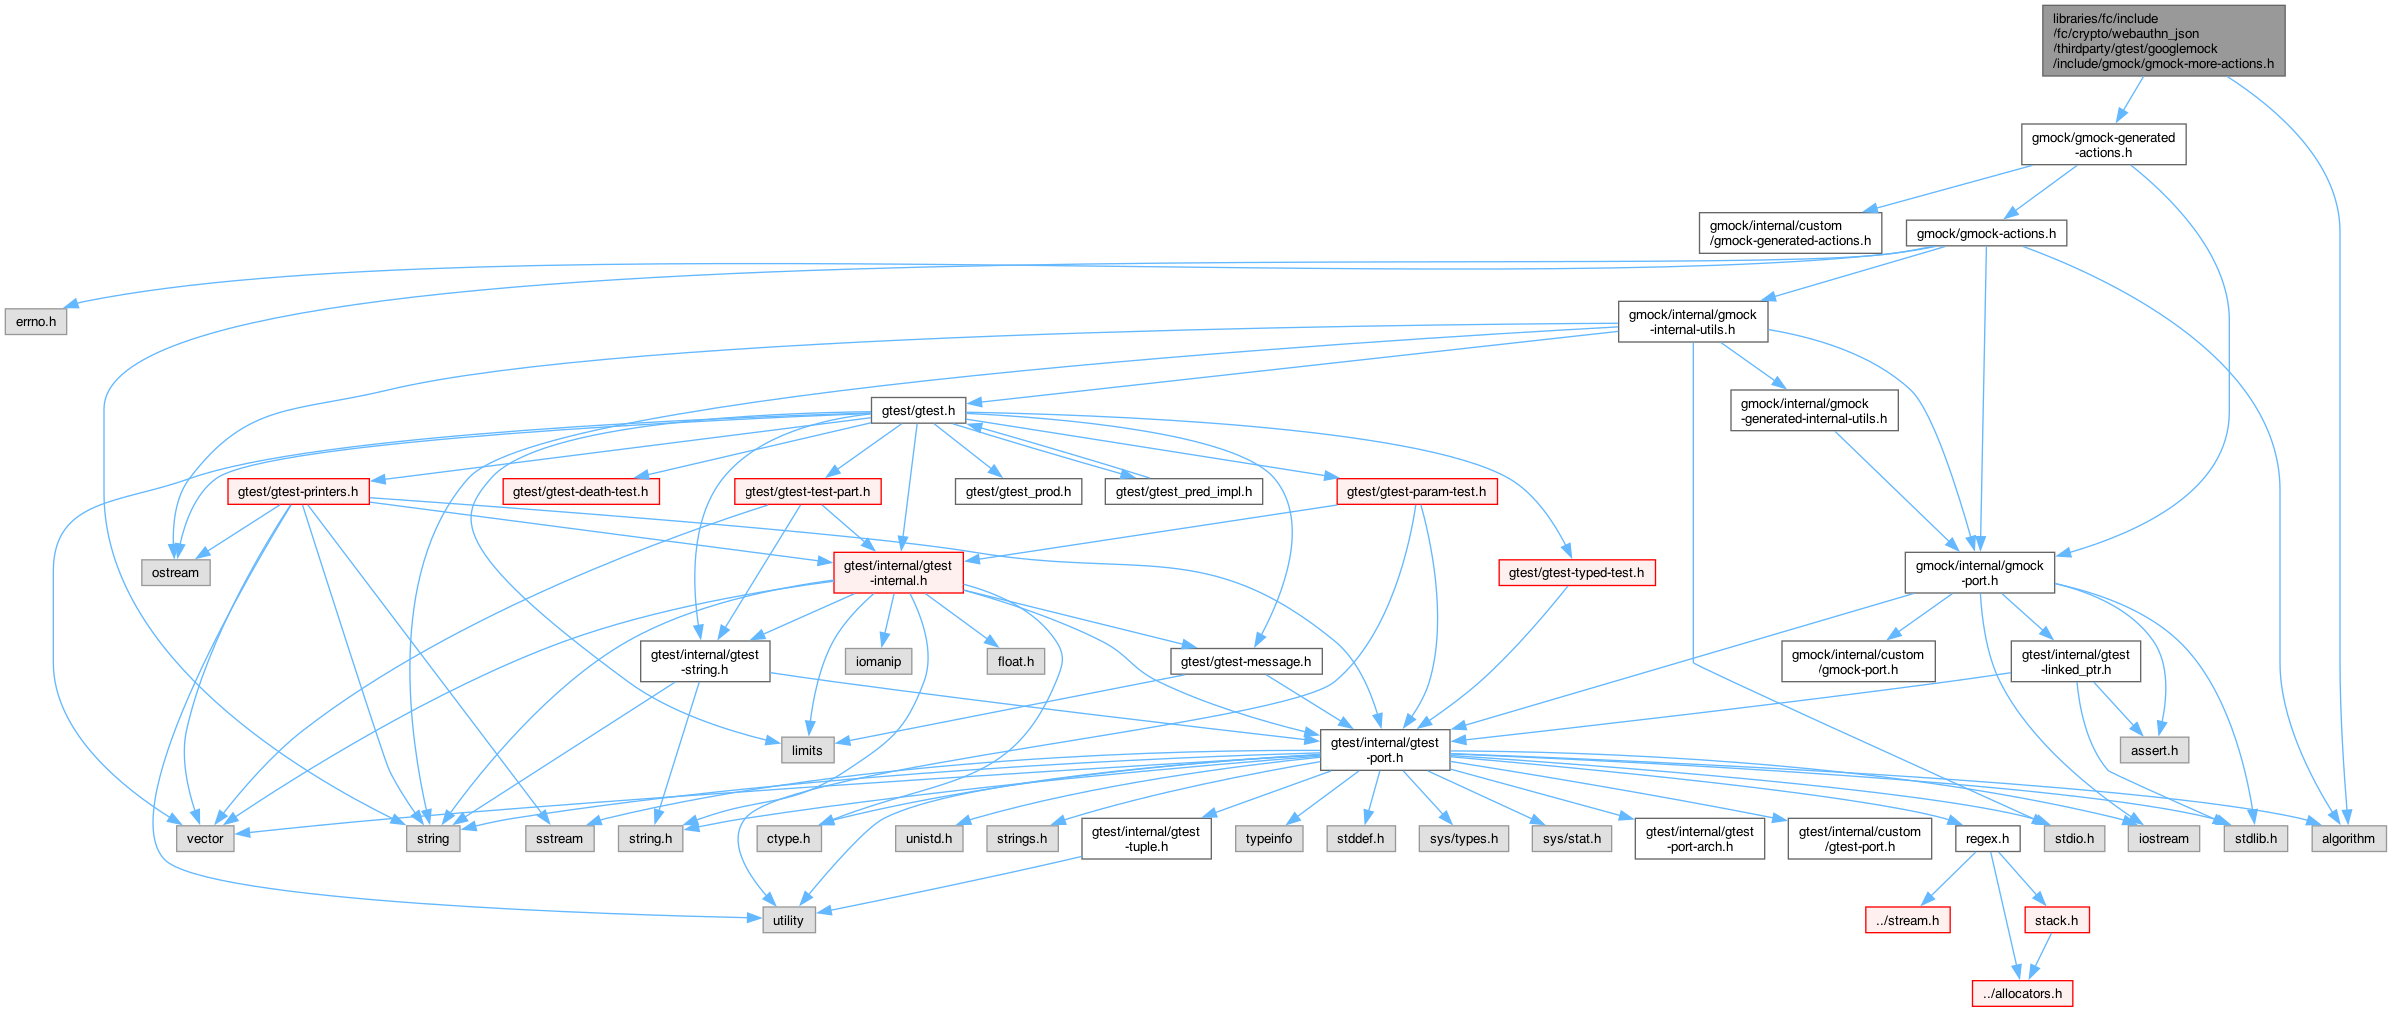 libraries/fc/include
/fc/crypto/webauthn_json
/thirdparty/gtest/googlemock
/include/gmock/gmock-more-actions.h
gmock/gmock-generated
-actions.h
gmock/internal/custom
/gmock-generated-actions.h
gmock/gmock-actions.h
errno.h
gmock/internal/gmock
-internal-utils.h
gtest/gtest.h
gmock/internal/gmock
-generated-internal-utils.h
gtest/gtest-printers.h
gtest/gtest-death-test.h
gtest/gtest-test-part.h
gtest/gtest_prod.h
gtest/gtest_pred_impl.h
gtest/gtest-param-test.h
ostream
gtest/internal/gtest
-internal.h
gtest/gtest-typed-test.h
gmock/internal/gmock
-port.h
gtest/internal/gtest
-string.h
iomanip
float.h
gtest/gtest-message.h
gmock/internal/custom
/gmock-port.h
gtest/internal/gtest
-linked_ptr.h
limits
gtest/internal/gtest
-port.h
assert.h
vector
string
sstream
string.h
ctype.h
unistd.h
strings.h
gtest/internal/gtest
-tuple.h
typeinfo
stddef.h
sys/types.h
sys/stat.h
gtest/internal/gtest
-port-arch.h
gtest/internal/custom
/gtest-port.h
regex.h
stdio.h
iostream
stdlib.h
algorithm
utility
../stream.h
stack.h
../allocators.h